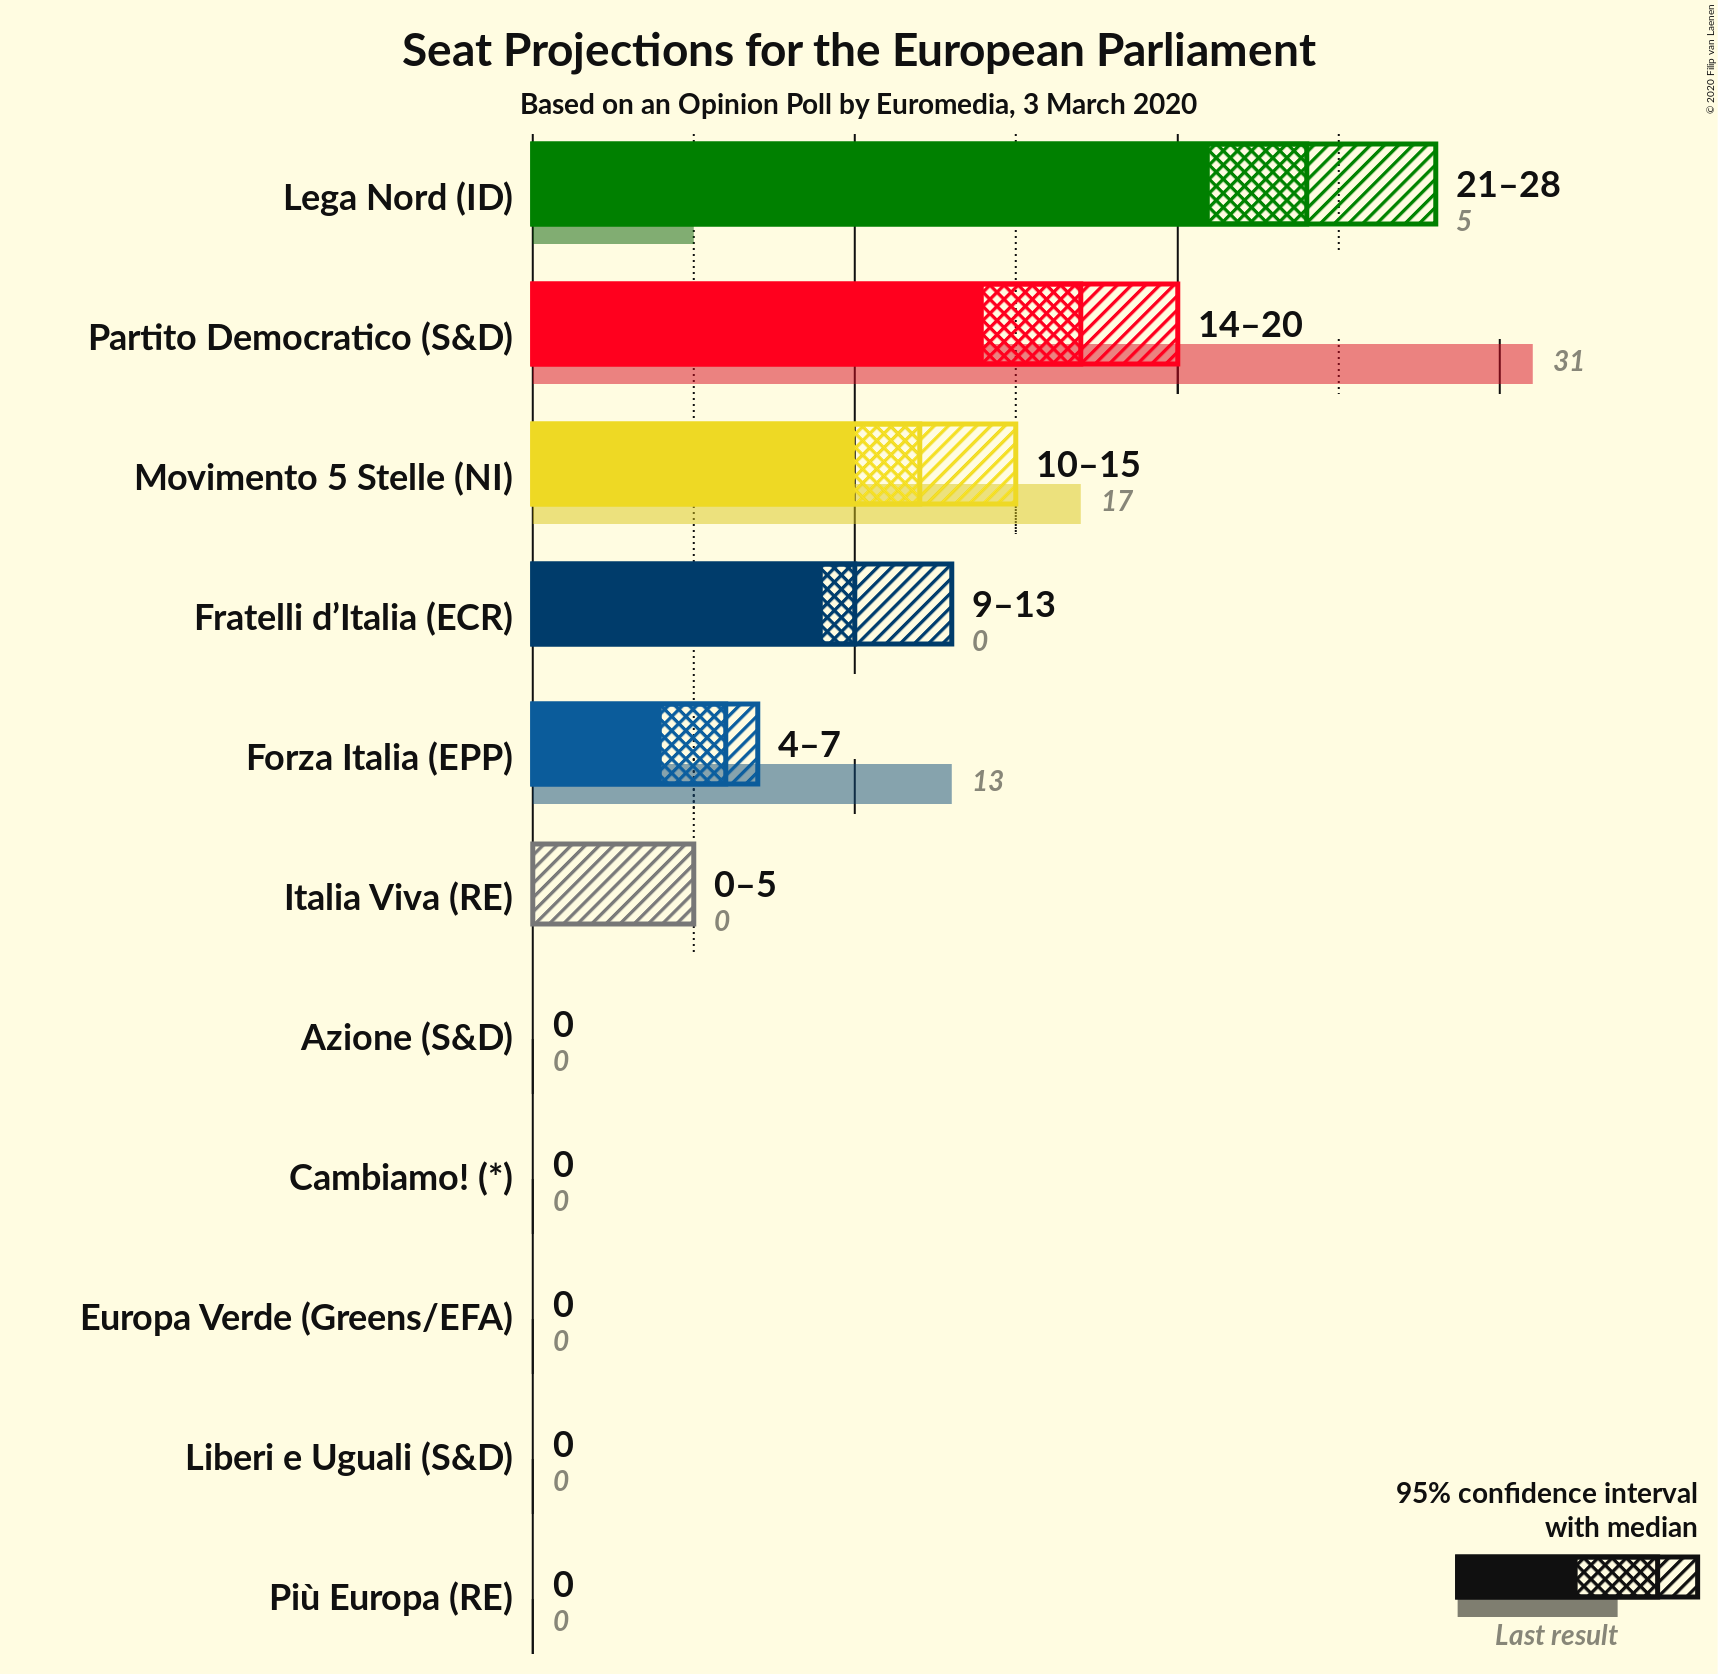 Seat Projections for the European Parliament
Based on an Opinion Poll by Euromedia, 3 March 2020
© 2020 Filip van Laenen
Lega Nord (ID)
21–28
5
Partito Democratico (S&D)
14–20
31
Movimento 5 Stelle (NI)
10–15
17
Fratelli d’Italia (ECR)
9–13
0
Forza Italia (EPP)
4–7
13
Italia Viva (RE)
0–5
0
Azione (S&D)
0
0
Cambiamo! (*)
0
0
Europa Verde (Greens/EFA)
0
0
Liberi e Uguali (S&D)
0
0
Più Europa (RE)
0
0
95% confidence interval
with median
Last result